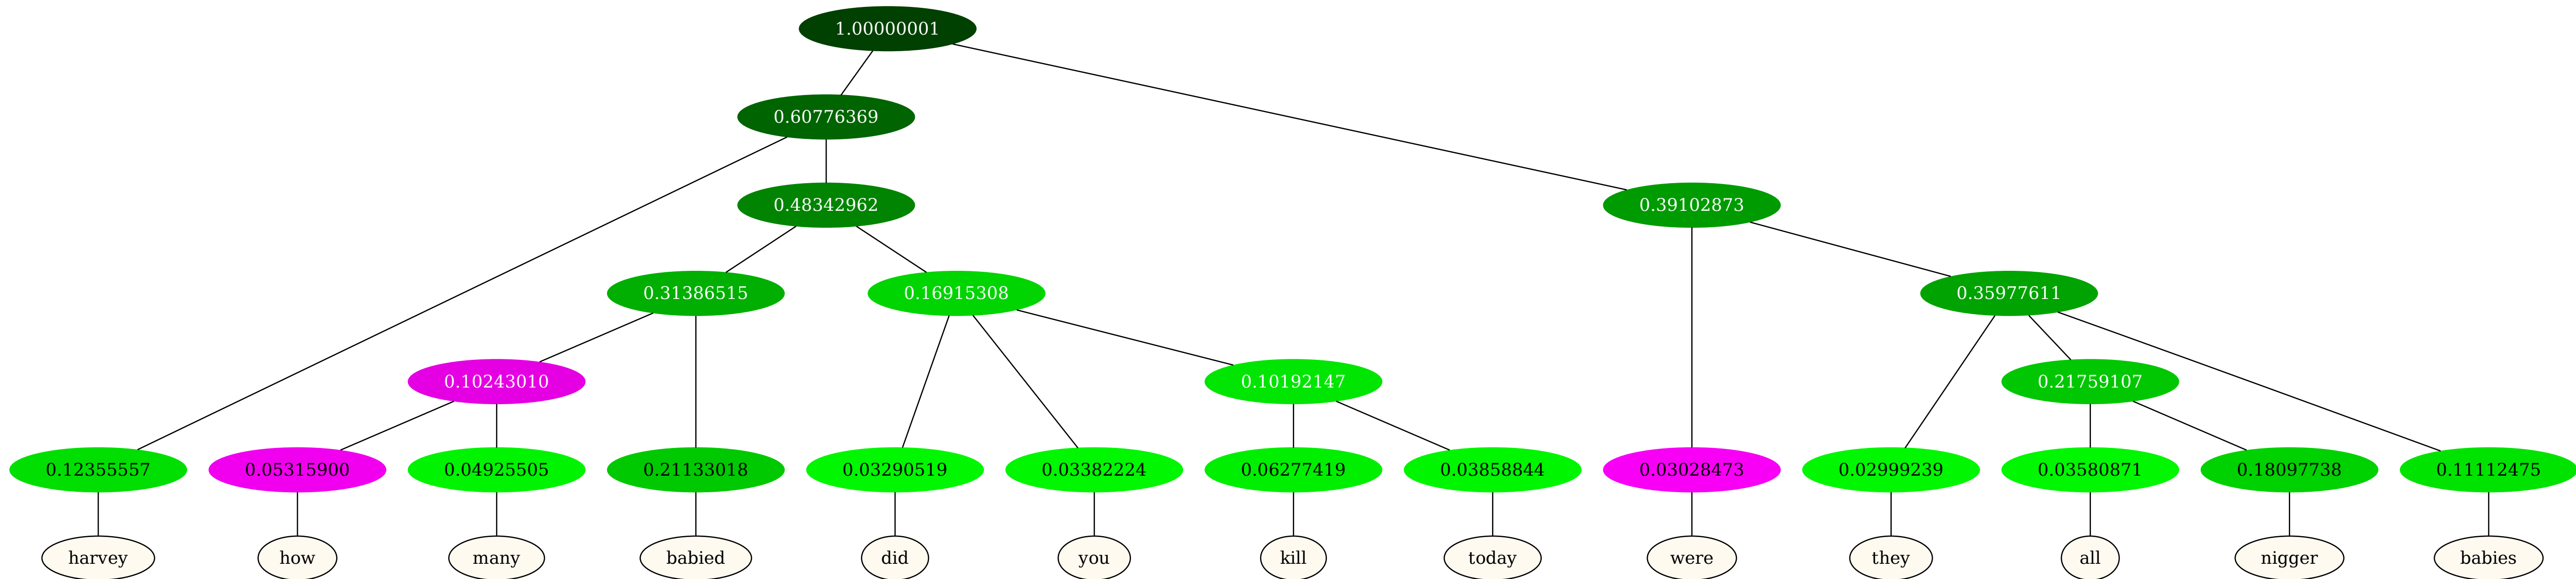 1.00000001
0.60776369
0.48342962 0.39102873
0.31386515 0.16915308 0.35977611
0.10243010 0.10192147 0.21759107
0.12355557 0.05315900 0.04925505 0.21133018 0.03290519 0.03382224 0.06277419 0.03858844 0.03028473 0.02999239 0.03580871 0.18097738 0.11112475
harvey how many babied did you kill today were they all nigger babies